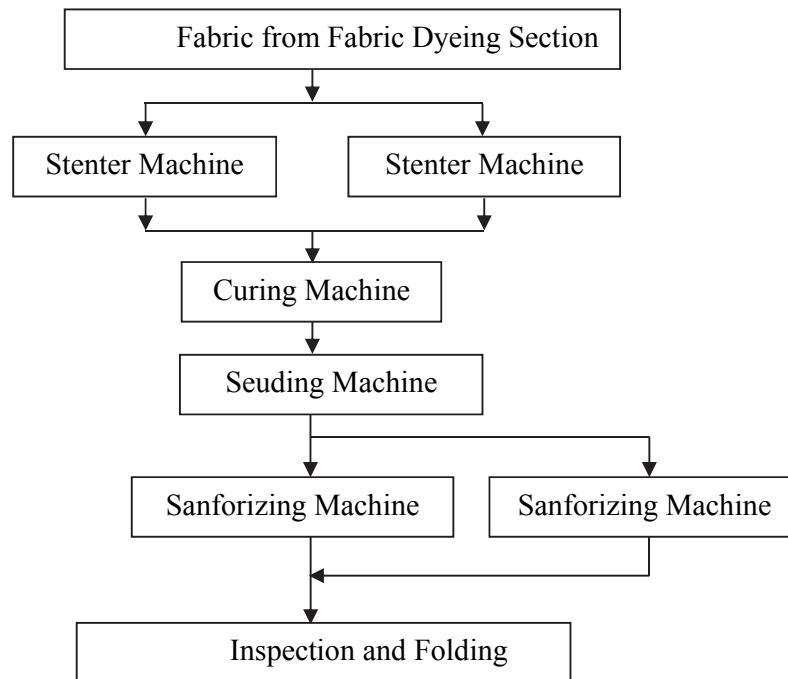 Fabric from Fabric Dyeing Section
Stenter Machine
Stenter Machine
Curing Machine
Seuding Machine
Sanforizing Machine
Sanforizing Machine
Inspection and Folding